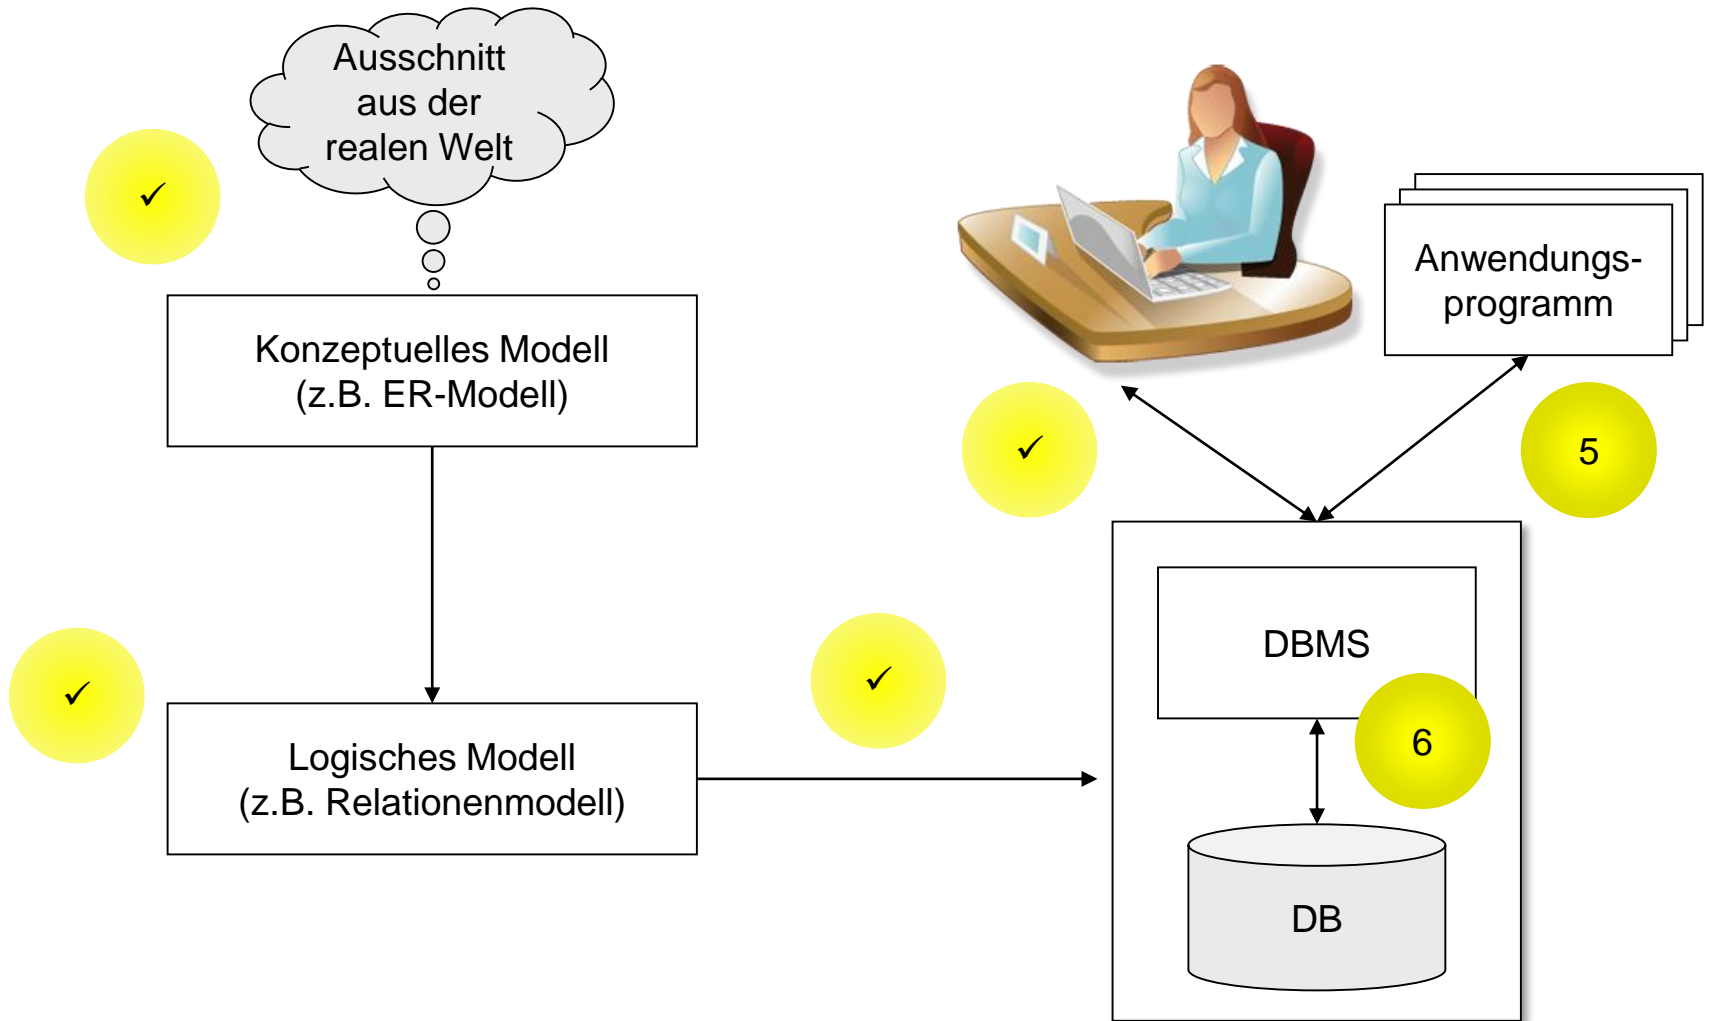 Ausschnitt
aus der
realen Welt
✓
Konzeptuelles Modell
(z.B. ER-Modell)
✓
Logisches Modell
(z.B. Relationenmodell)
✓
✓
Anwendungs-
programm
5
DBMS
6
DB